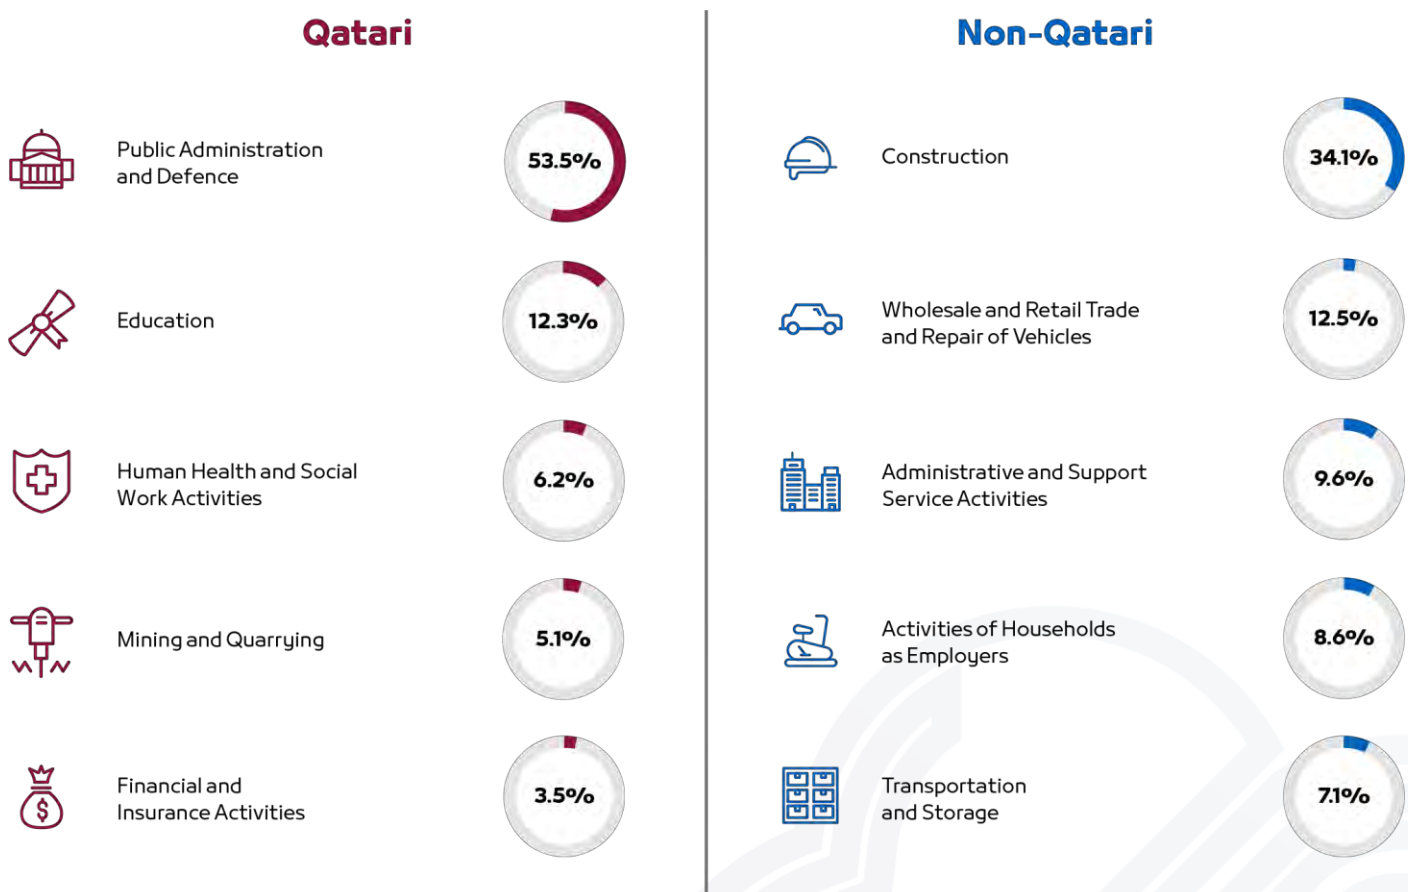 Qatari
Public Administration
and Defence
53.5%
Education
12.3%
Human Health and Social
Work Activities
6.2%
Mining and Quarrying
5.1%
Financial and
Insurance Activities
$
3.5%
Non-Qatari
Construction
34.1%
Wholesale and Retail Trade
and Repair of Vehicles
12.5%
Administrative and Support
Service Activities
9.6%
Activities of Households
as Employers
8.6%
Transportation
and Storage
7.1%